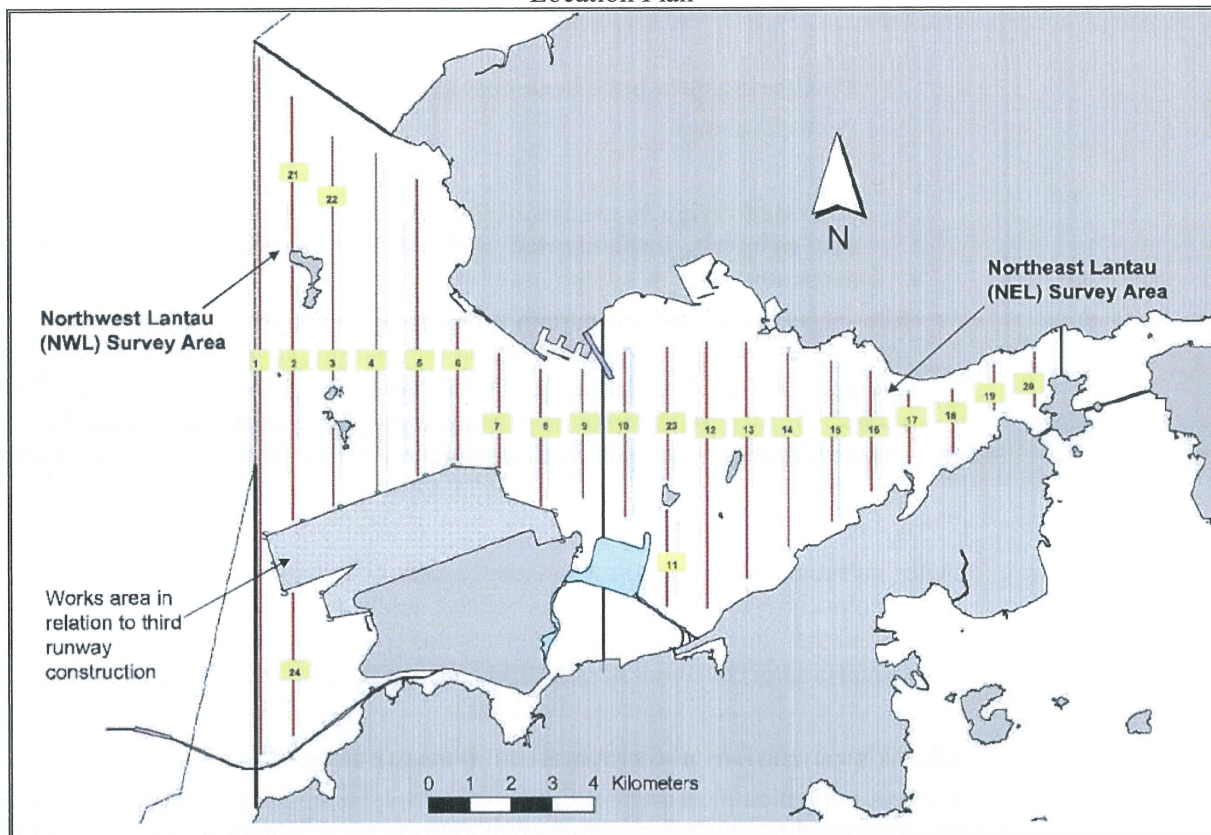 Location Plan
21
22
N
Northeast Lantau
(NEL) Survey Area
Northwest Lantau
(NWL) Survey Area
1 2 3 4 5 6
7 8 9 10 23 12 13 14 15 16 17 18 19 20
11
Works area in
relation to third
runway
construction
24
0 1 2 3 4 Kilometers